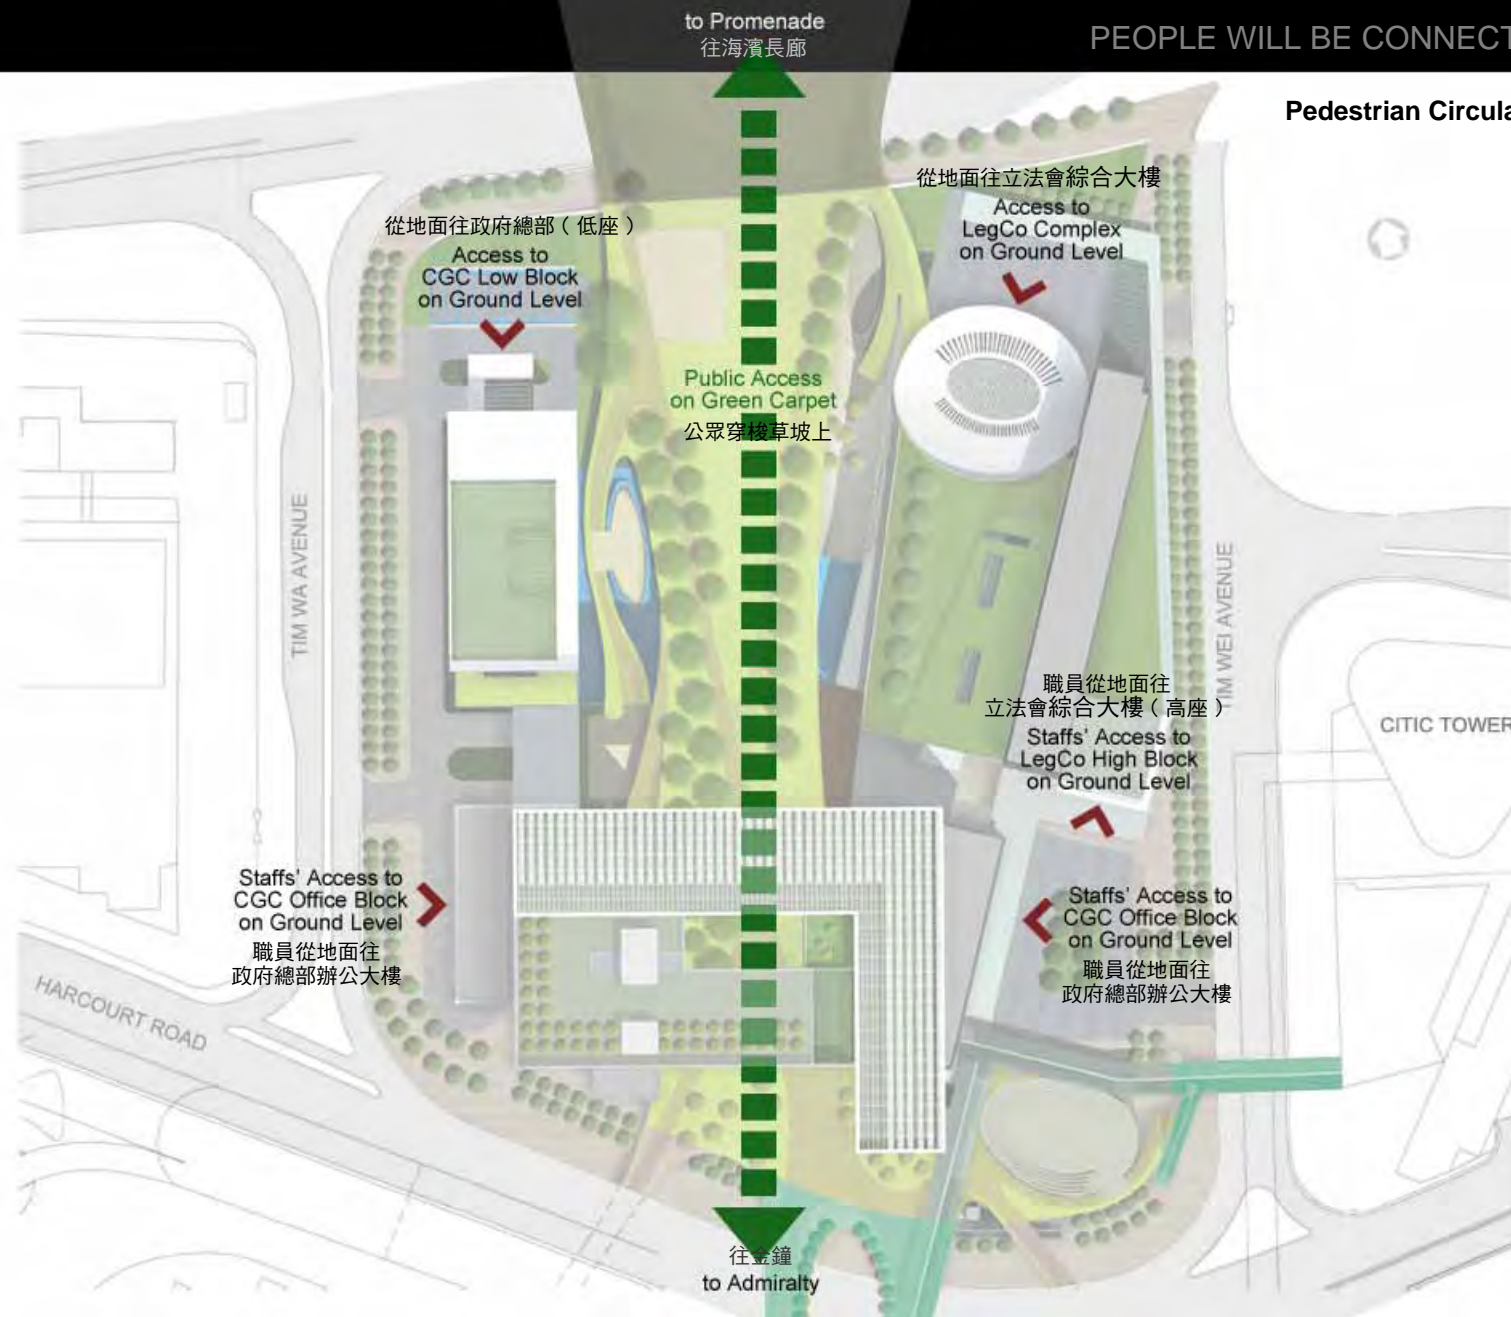 to Promenade
往海濱長廊
PEOPLE WILL BE CONNECT
Pedestrian Circula
從地面往立法會綜合大樓
Access to
LegCo Complex
on Ground Level
從地面往政府總部（低座）
Access to
CGC Low Block
on Ground Level
Public Access
on Green Carpet
公眾穿梭草坡上
TIM WA AVENUE
IM WEI AVENUE
職員從地面往
立法會綜合大樓（高座）
Staffs' Access to
LegCo High Block
on Ground Level
CITIC TOWER
Staffs' Access to
CGC Office Block
on Ground Level
職員從地面往
政府總部辦公大樓
Staffs' Access to
CGC Office Block
on Ground Level
職員從地面往
政府總部辦公大樓
HARCOURT ROAD
往金鐘
to Admiralty